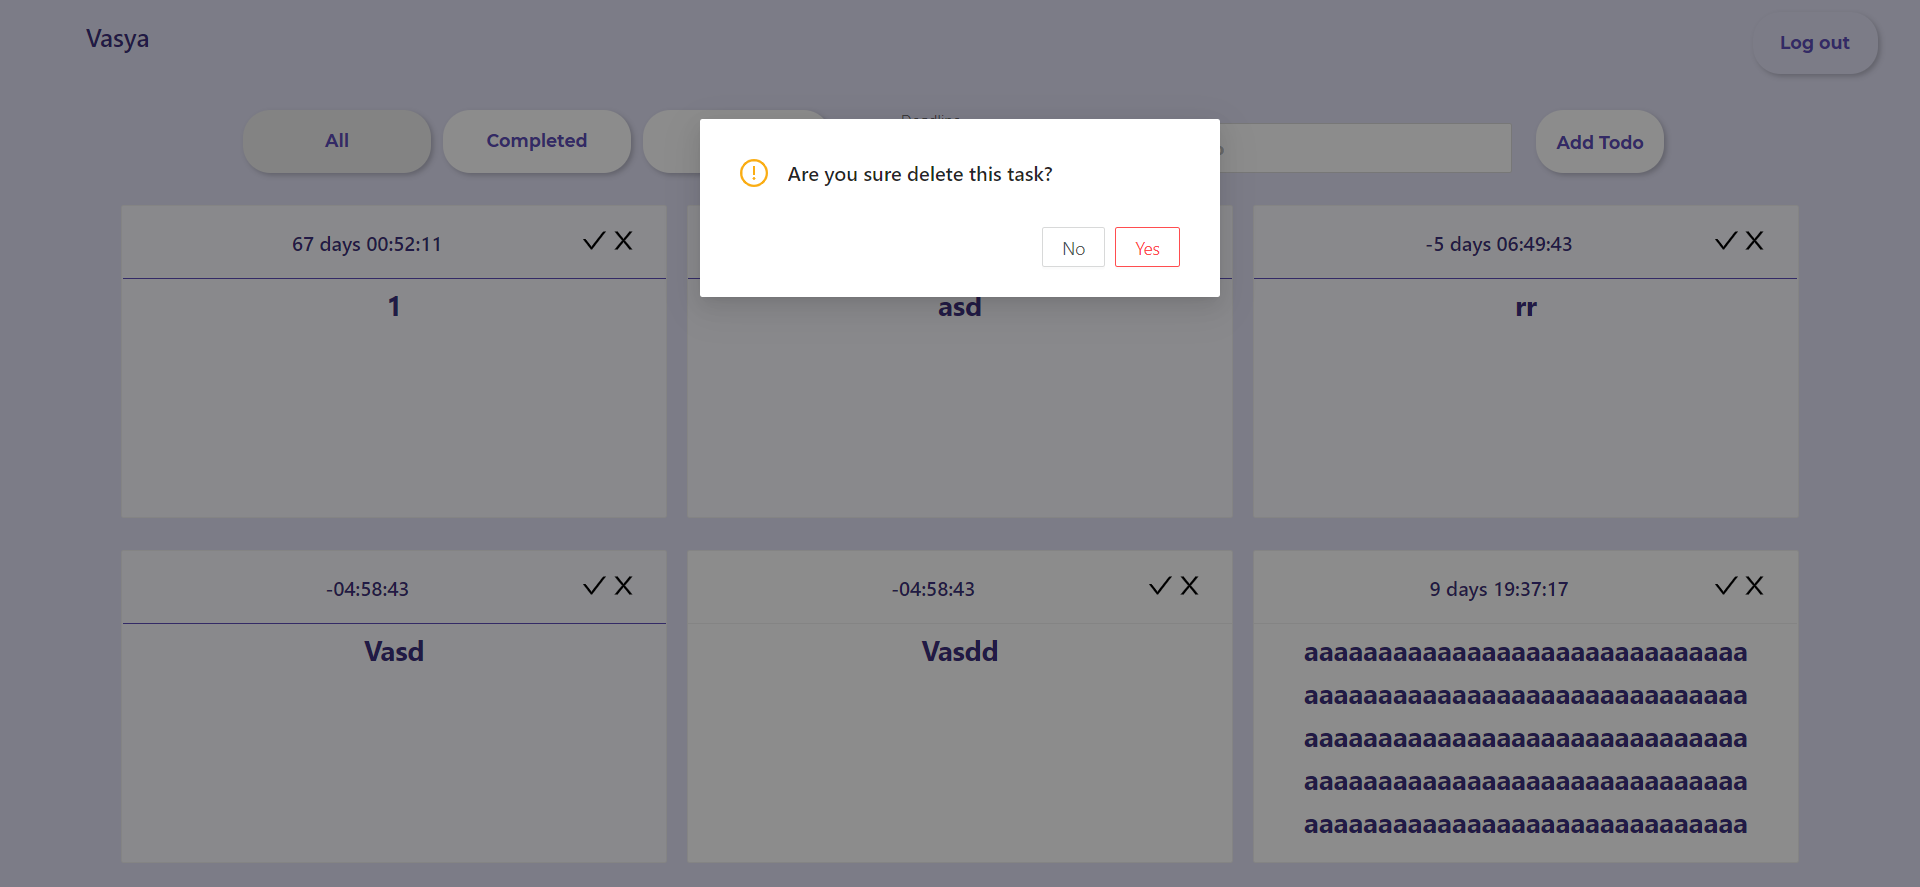 Vasya
Log out
All
Completed
Deadline
Add Todo
Are you sure delete this task?
No
Yes
67 days 00:52:11
-5 days 06:49:43
1
asd
rr
-04:58:43
-04:58:43
9 days 19:37:17
Vasd
Vasdd
aaaaaaaaaaaaaaaaaaaaaaaaaaaaaa
aaaaaaaaaaaaaaaaaaaaaaaaaaaaaa
aaaaaaaaaaaaaaaaaaaaaaaaaaaaaa
aaaaaaaaaaaaaaaaaaaaaaaaaaaaaa
aaaaaaaaaaaaaaaaaaaaaaaaaaaaaa